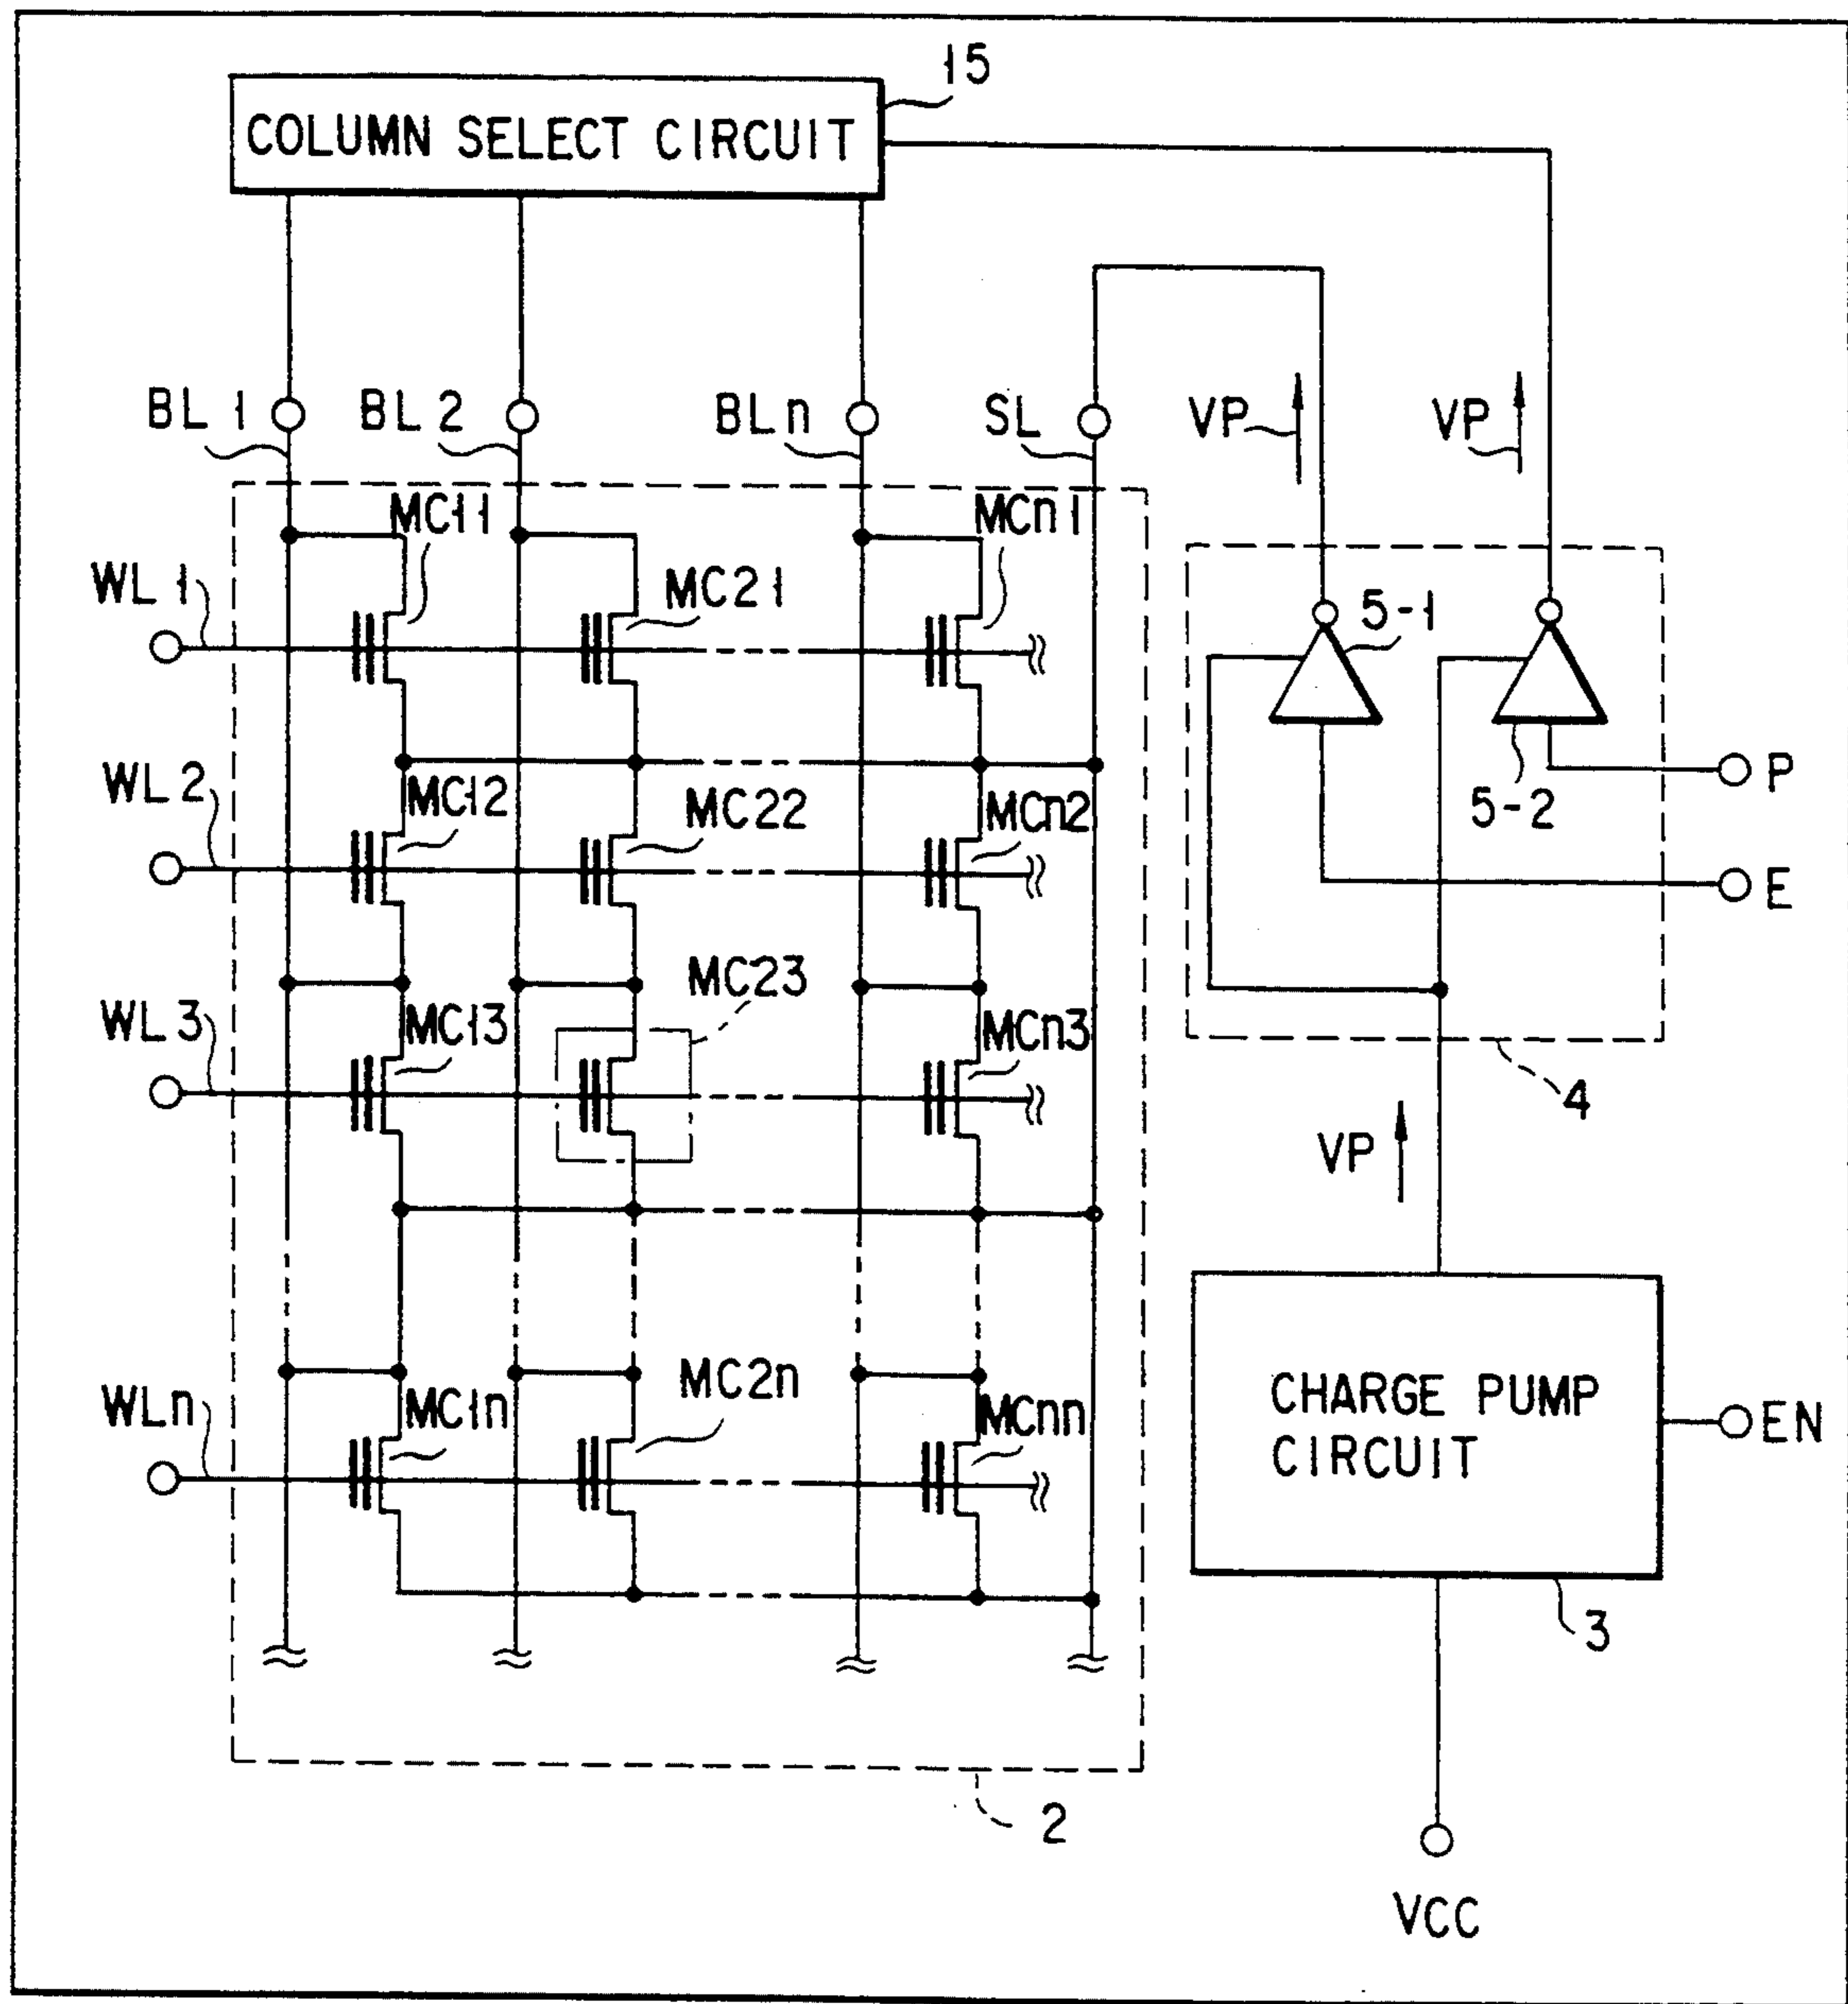 15
COLUMN SELECT CIRCUIT
BL1
BL2
BLn
SL
VP
VP
MC11
MCn1
WL1
MC21
5-1
WL2
MC12
MC22
MCn2
5-2
P
E
MC23
WL3
MC13
MCn3
4
VP
WLn
MC1n
MC2n
MCnn
CHARGE PUMP
CIRCUIT
EN
3
2
VCC